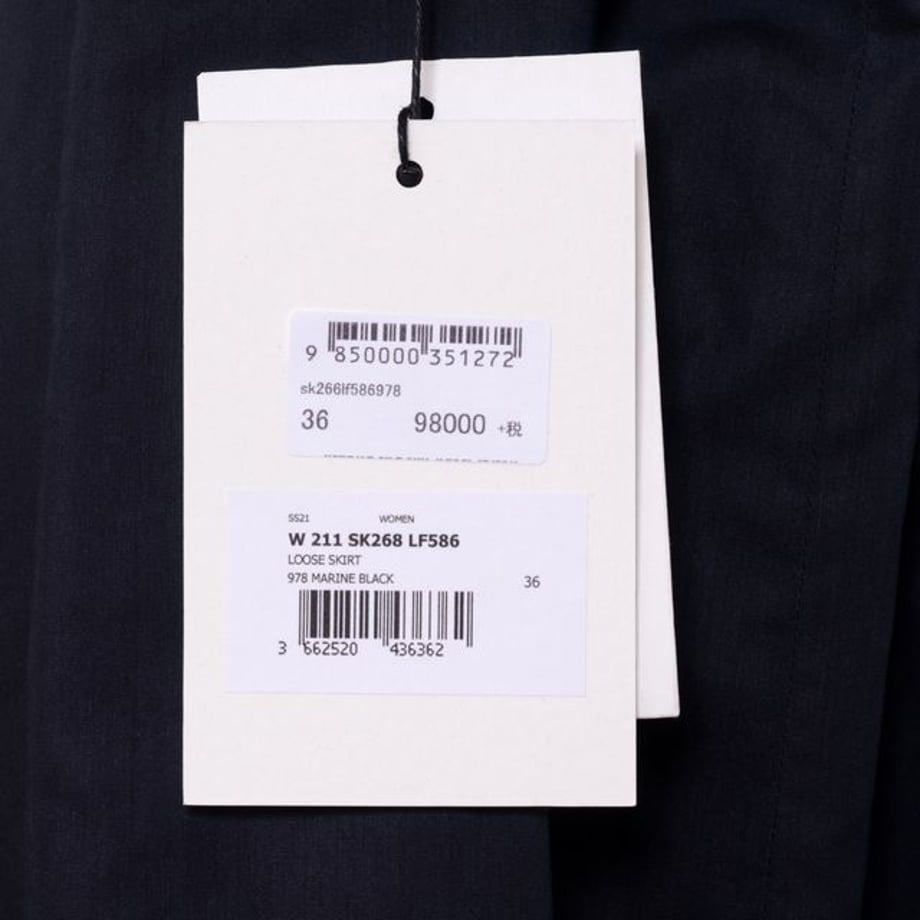 9 850000 351272
sk266lf586978
36 98000 +税
SS21 WOMEN
W 211 SK268 LF586
LOOSE SKIRT
978 MARINE BLACK 36
3 662520 436362